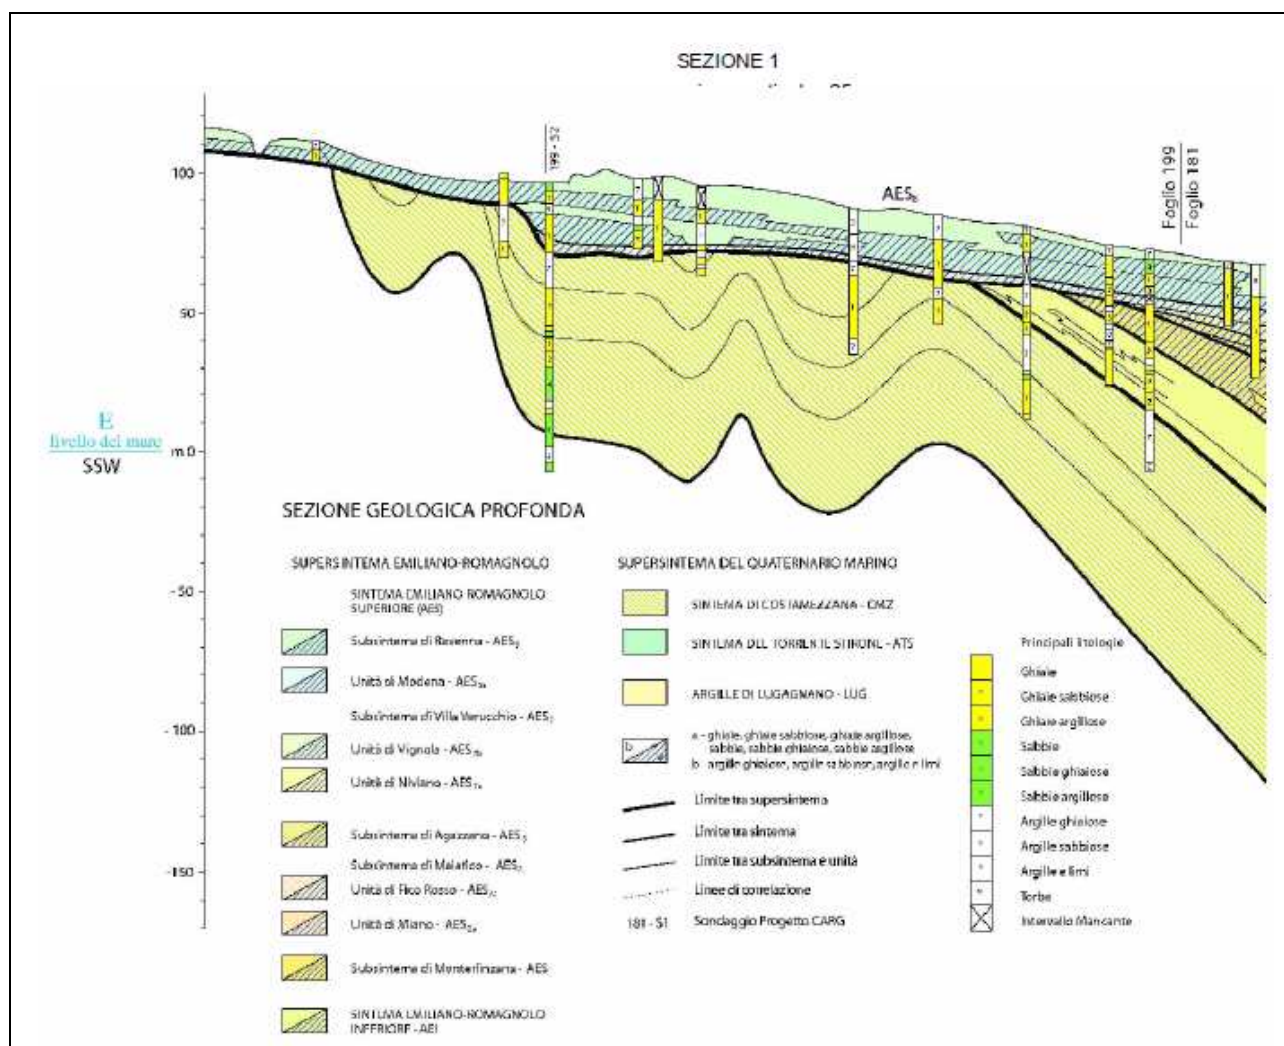 SEZIONE 1
199 - S2
Foglio 199
Foglio 181
AES8
100
50
E
livello del mare
m.0
SSW
- 50
- 100
-150
SEZIONE GEOLOGICA PROFONDA
SUPERSINTEMA EMILIANO-ROMAGNOLO
SINTEMA EMILIANO ROMAGNOLO
SUPERIORE (AES)
Subsintema di Ravenna - AES8
Unità di Modena - AES8a
Subsintema di Villa Verucchio - AES7
Unità di Vignola - AES7b
Unità di Niviano - AES7a
Subsintema di Agazzano - AES3
Subsintema di Maiatico - AES2
Unità di Fico Rosso -
Unità di Miano -
Subsintema di Monterlinzana - AES
SINTEMA EMILIANO-ROMAGNOLO
INFERIORE - AEI
SUPERSINTEMA DEL QUATERNARIO MARINO
SINTEMA DI COSTAMEZZANA - CMZ
SINTEMA DEL TORRENTE STIRONE - ATS
ARGILLE DI LUGAGNANO - LUG
b
a
a - ghiaie, ghiaie sabbiose, ghiaie argillose,
sabbie, sabbie ghiaiose, sabbie argillose
b argille ghiaiose, argille sabbiose, argille e limi
Limite tra supersintema
Limite tra sintema
Limite tra subsintema e unità
Linee di correlazione
181 - S1 Sondaggio Progetto CARG
Principali litologie
Ghiaie
Ghiaie sabbiose
Ghiaie argillose
Sabbie
Sabbie ghiaiose
Sabbie argillose
Argille ghiaiose
Argille sabbiose
Argille e limi
Torbe
Intervallo Mancante